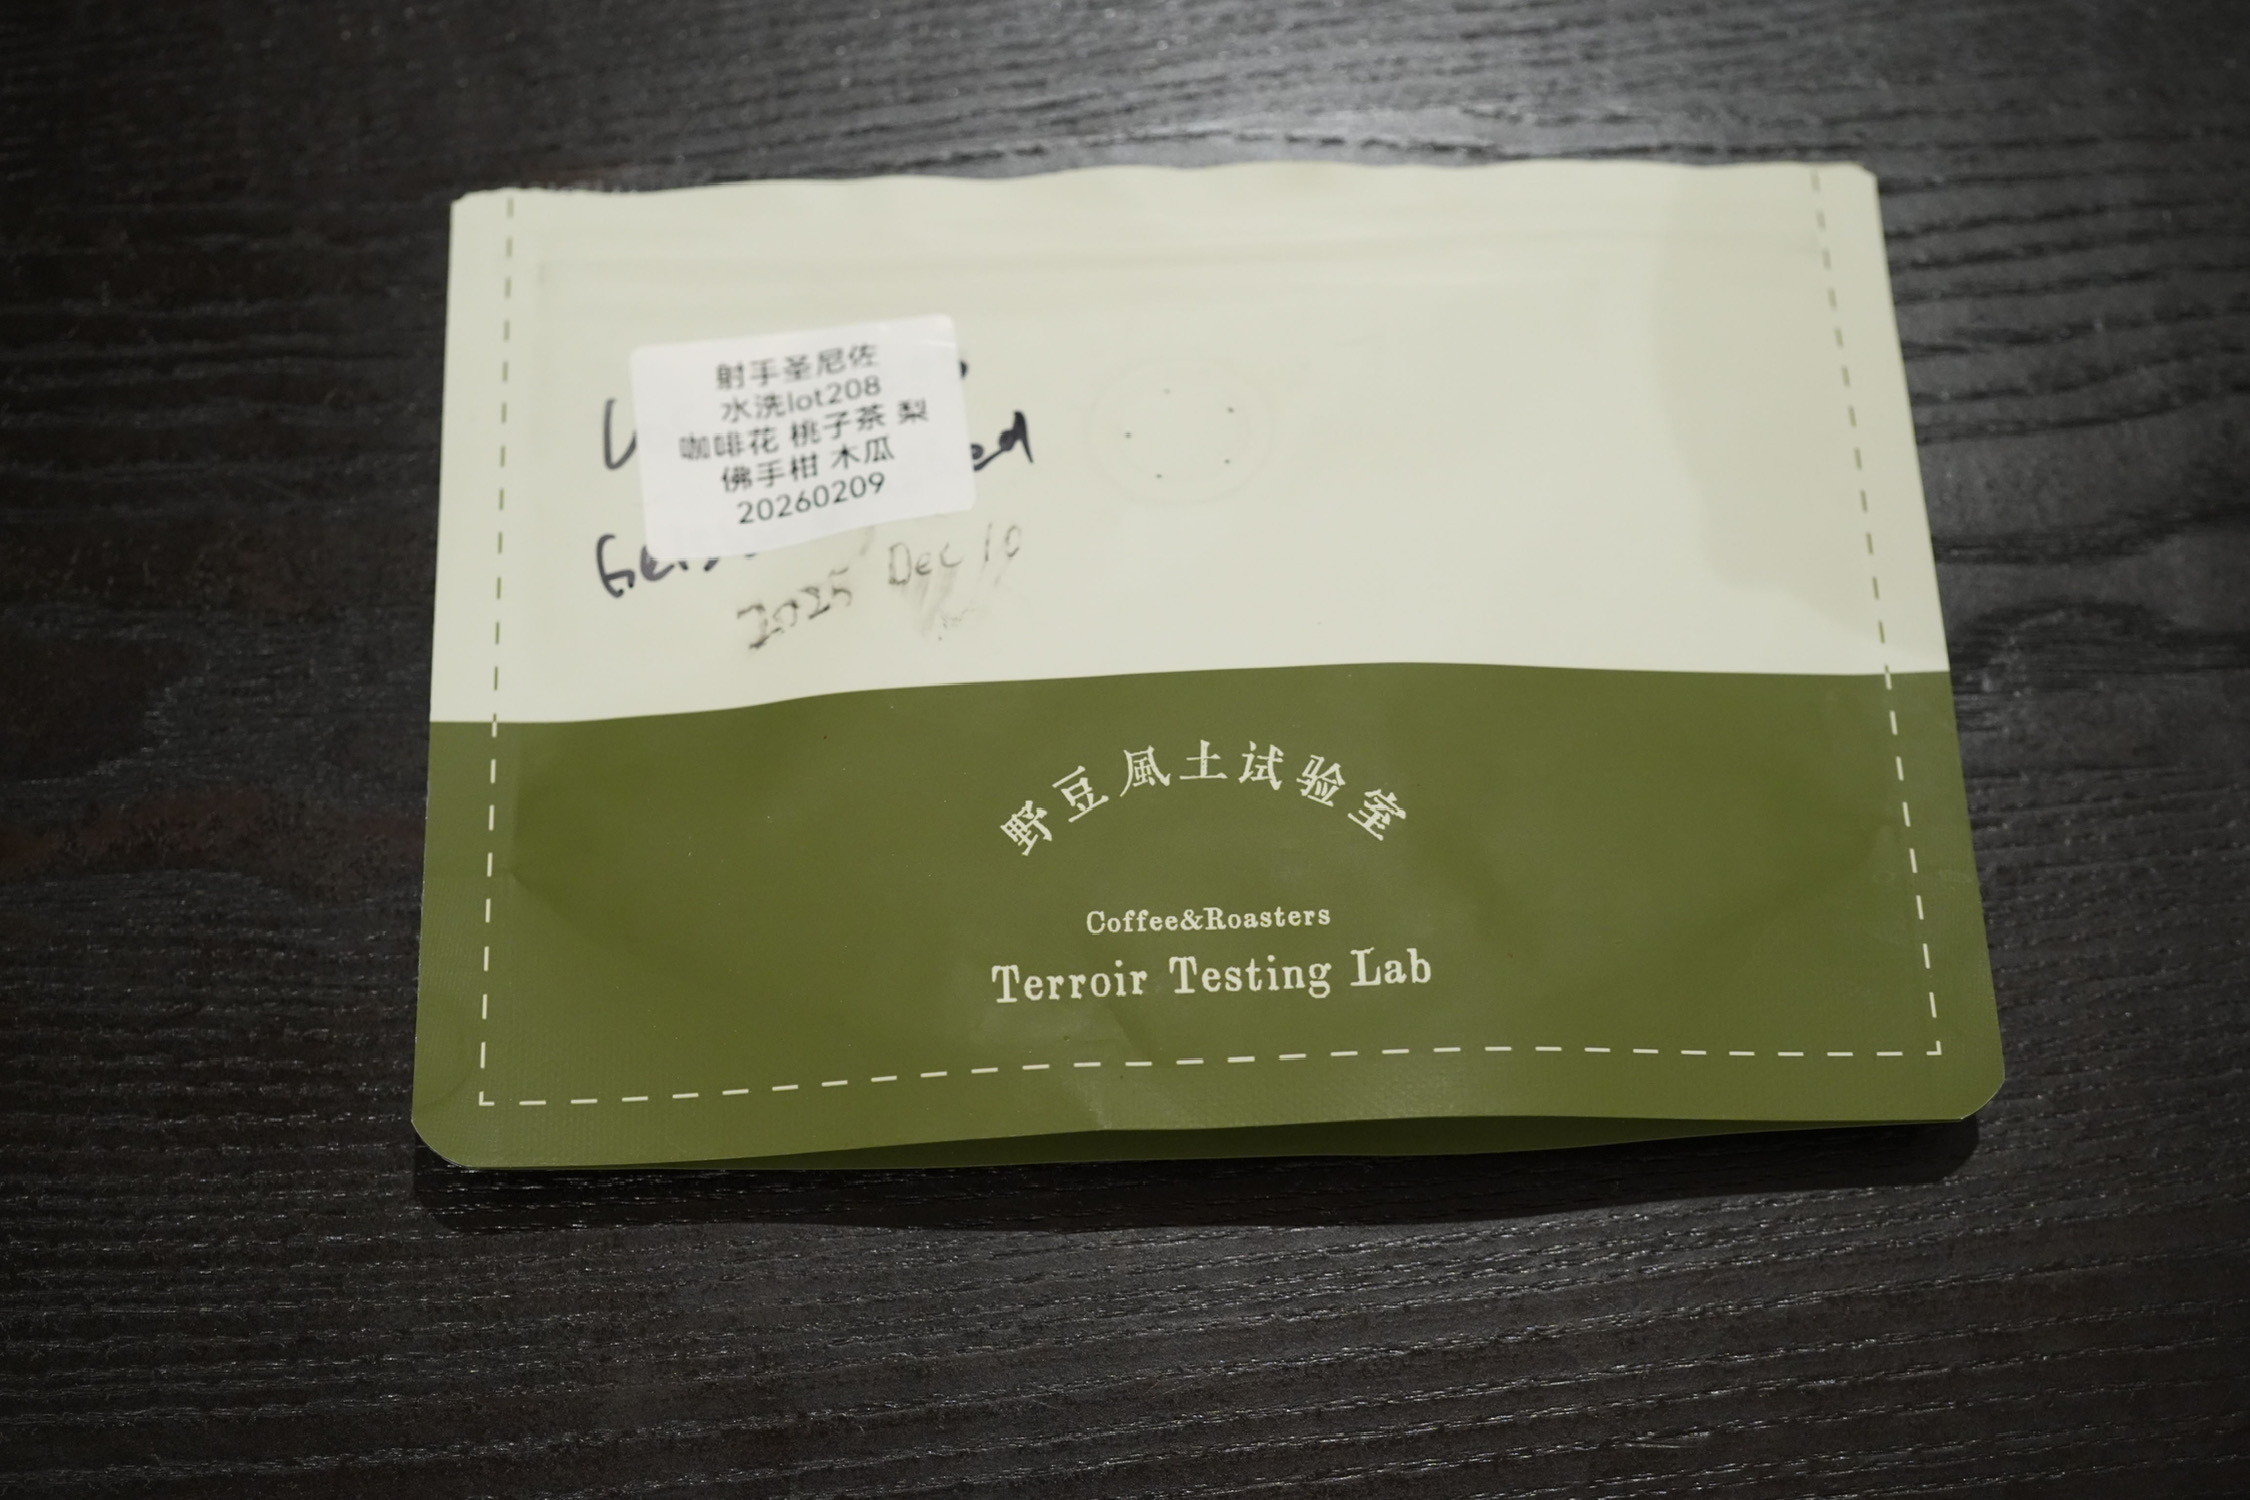 射手圣尼佐
水洗lot208
咖啡花 桃子茶 梨
佛手柑 木瓜
20260209
2025 Dec 10
野豆風土试验室
Coffee&Roasters
Terroir Testing Lab